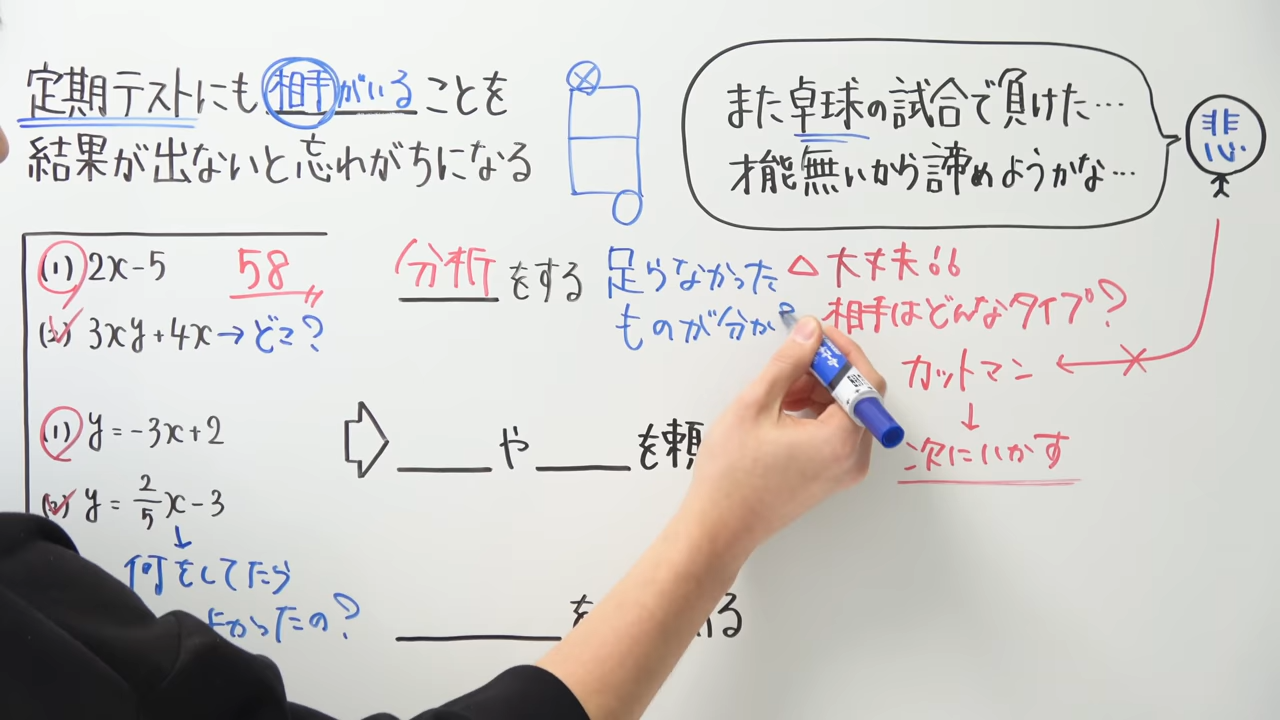 定期テストにも相手がいることを
結果が出ないと忘れがちになる
また卓球の試合で負けた…
才能無いから諦めようかな…
悲
(1) 2x-5 58
(2) 3xy+4x→どこ?
分析をする
足らなかった
ものが分か
△大丈夫!!
相手はどんなタイプ?
カットマン
↓
次にいかす
(1) y=-3x+2
(2) y=2/5x-3
↓
何をしてたら
よかったの?
⇨ や を頼
を る